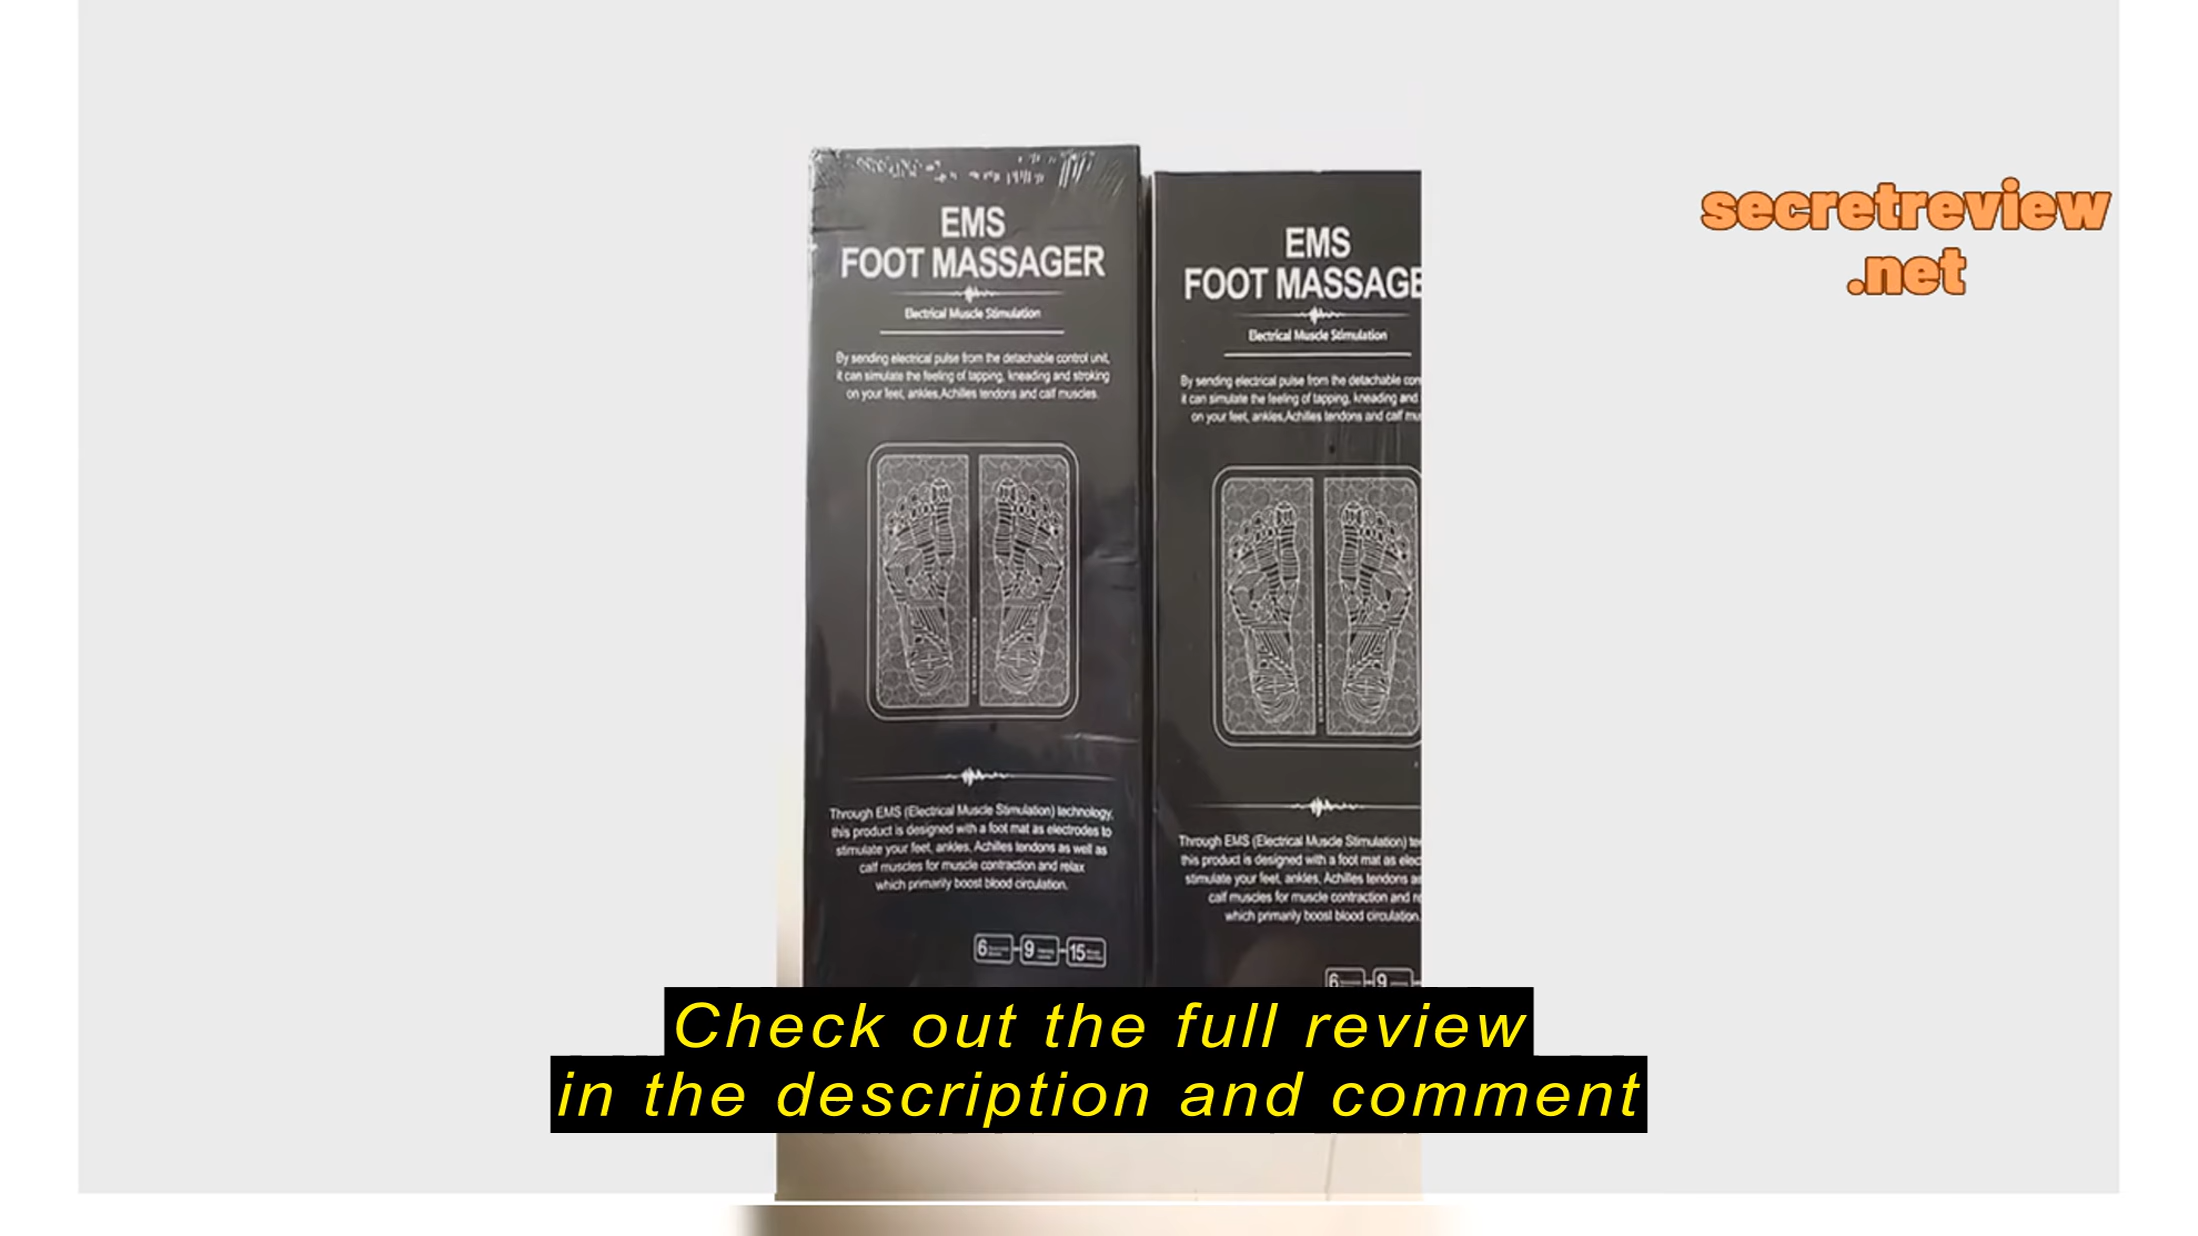 EMS
FOOT MASSAGER
Electrical Muscle Stimulation
By sending electrical pulse from the detachable control unit,
it can simulate the feeling of tapping, kneading and stroking
on your feet, ankles,Achilles tendons and calf muscles.
Through EMS (Electrical Muscle Stimulation) technology,
this product is designed with a foot mat as electrodes to
stimulate your feet, ankles, Achilles tendons as well as
calf muscles for muscle contraction and relax
which primarily boost blood circulation.
6 9 15
EMS
FOOT MASSAGE
Electrical Muscle Stimulation
By sending electrical pulse from the detachable
it can simulate the feeling of tapping, kneading and
on your feet, ankles,Achilles tendons and calf
Through EMS (Electrical Muscle Stimulation)
this product is designed with a foot mat as
stimulate your feet, ankles, Achilles tendons
calf muscles for muscle contraction and
which primarily boost blood circulation.
6 9
secretreview
.net
Check out the full review
in the description and comment